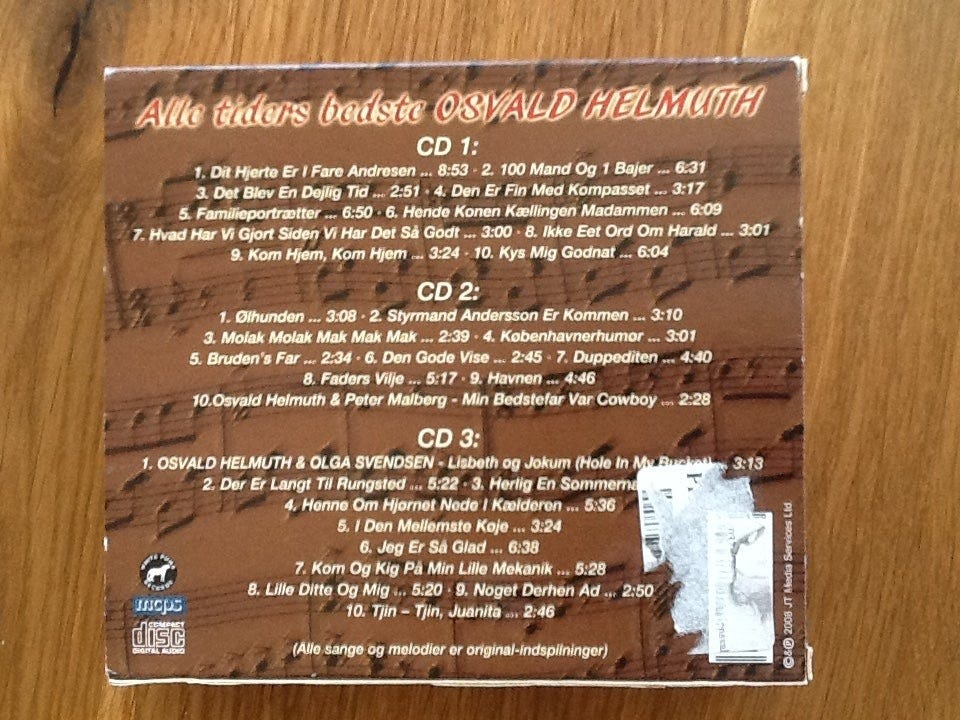 Alle tiders bedste OSVALD HELMUTH
CD 1:
1. Dit Hjerte Er I Fare Andresen ... 8:53 · 2. 100 Mand Og 1 Bajer ... 6:31
3. Det Blev En Dejlig Tid ... 2:51 · 4. Den Er Fin Med Kompasset ... 3:17
5. Familieportrætter ... 6:50 · 6. Hende Konen Kællingen Madammen ... 6:09
7. Hvad Har Vi Gjort Siden Vi Har Det Så Godt ... 3:00 · 8. Ikke Eet Ord Om Harald ... 3:01
9. Kom Hjem, Kom Hjem ... 3:24 · 10. Kys Mig Godnat ... 6:04
CD 2:
1. Ølhunden ... 3:08 · 2. Styrmand Andersson Er Kommen ... 3:10
3. Molak Molak Mak Mak Mak ... 2:39 · 4. Københavnerhumør ... 3:01
5. Bruden's Far ... 2:34 · 6. Den Gode Vise ... 2:45 · 7. Duppediten ... 4:40
8. Faders Vilje ... 5:17 · 9. Havnen ... 4:46
10.Osvald Helmuth & Peter Malberg - Min Bedstefar Var Cowboy ... 2:28
CD 3:
1. OSVALD HELMUTH & OLGA SVENDSEN - Lisbeth og Jokum (Hole In My Bucket) ... 3:13
2. Der Er Langt Til Rungsted ... 5:22 · 3. Herlig En
4. Henne Om Hjørnet Nede I Kælderen ... 5:36
5. I Den Mellemste Køje ... 3:24
6. Jeg Er Så Glad ... 6:38
7. Kom Og Kig På Min Lille Mekanik ... 5:28
8. Lille Ditte Og Mig ... 5:20 · 9. Noget Derhen Ad ... 2:50
10. Tjin – Tjin, Juanita ... 2:46
(Alle sange og melodier er original-indspilninger)
mcps
COMPACT
disc
DIGITAL AUDIO
©&℗ 2008 JT Media Services Ltd